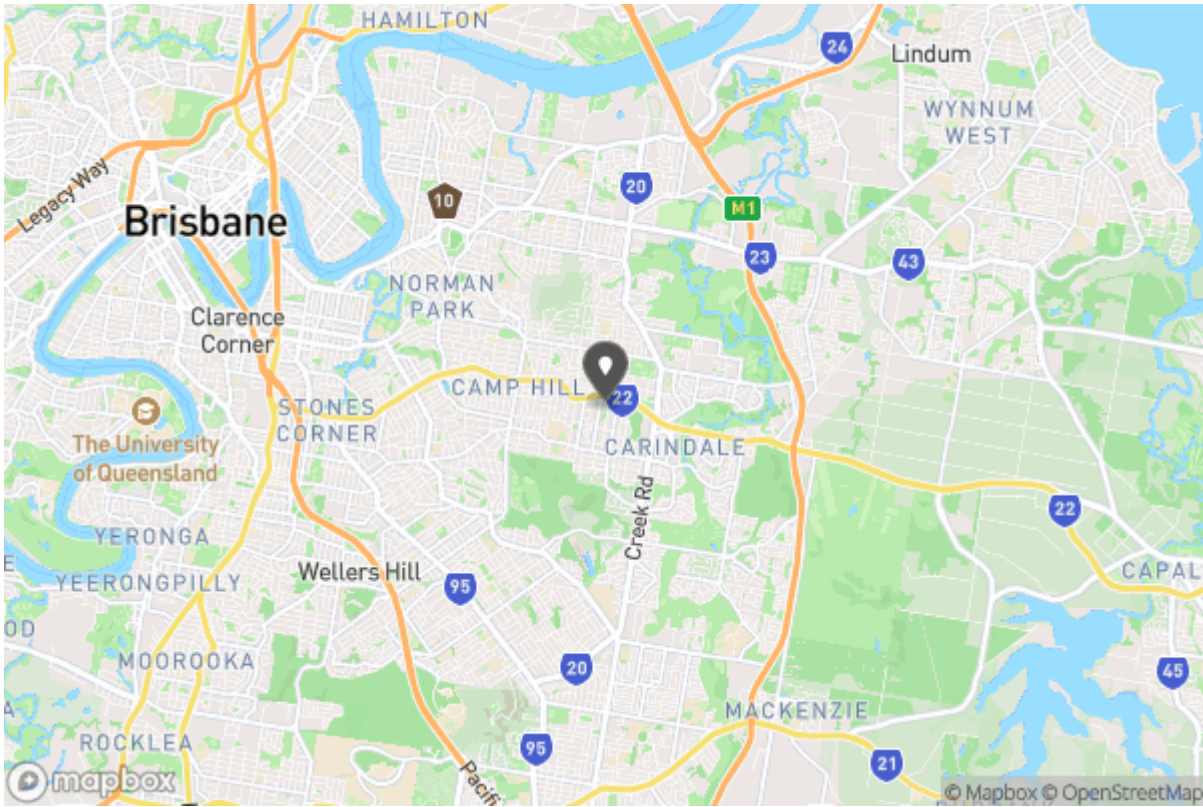 HAMILTON
24
Lindum
WYNNUM
WEST
20
10
Legacy Way
M1
Brisbane
23
43
NORMAN
PARK
Clarence
Corner
CAMP HILL
22
STONES
CORNER
The University
of Queensland
CARINDALE
Creek Rd
22
YERONGA
Wellers Hill
CAPAL
YEERONGPILLY
95
OD
MOOROOKA
20
45
MACKENZIE
ROCKLEA
95
21
Pacifi
mapbox
© Mapbox © OpenStreetMap